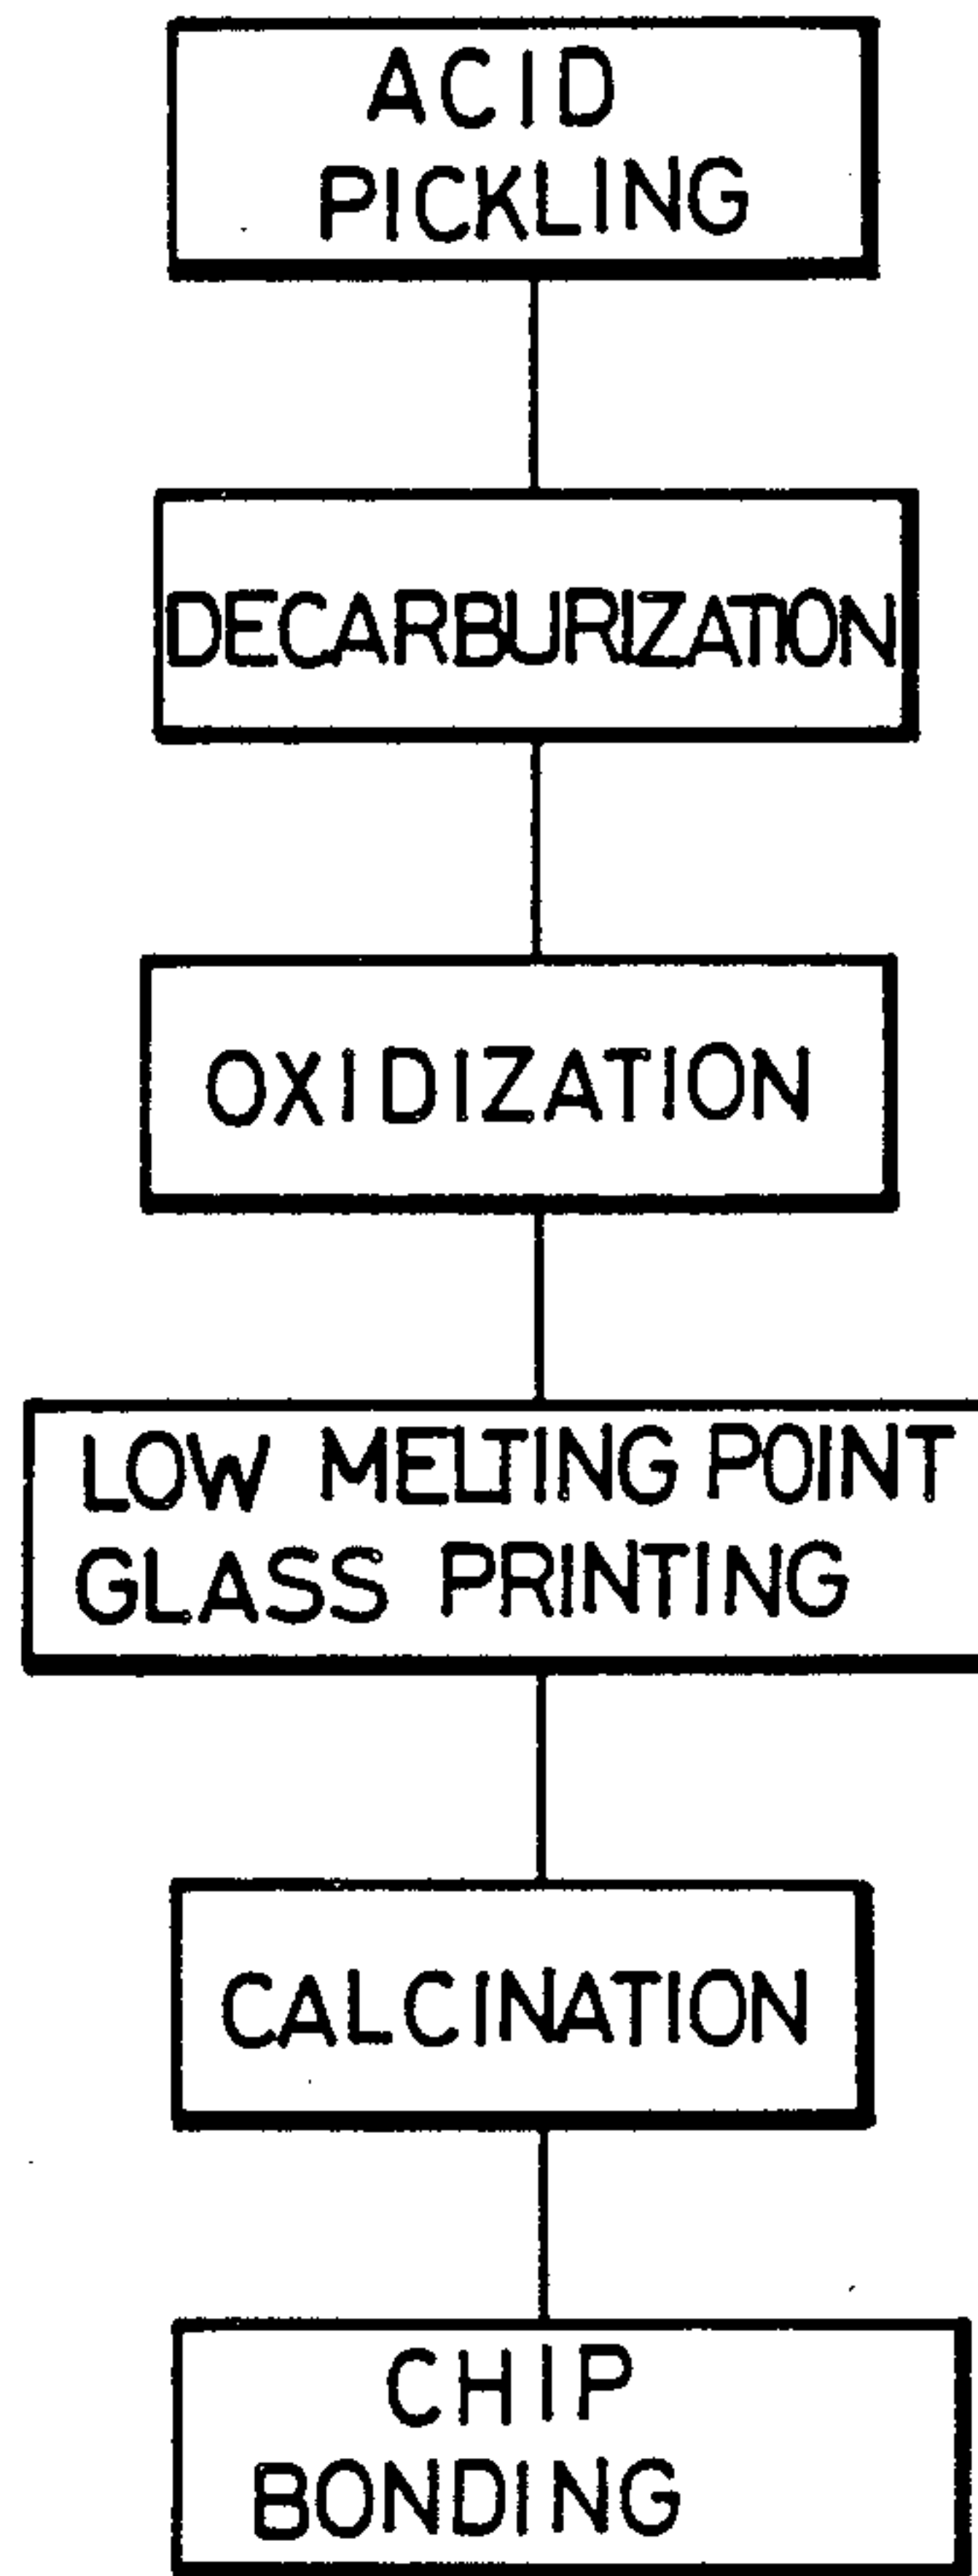 ACID
PICKLING
DECARBURIZATION
OXIDIZATION
LOW MELTING POINT
GLASS PRINTING
CALCINATION
CHIP
BONDING